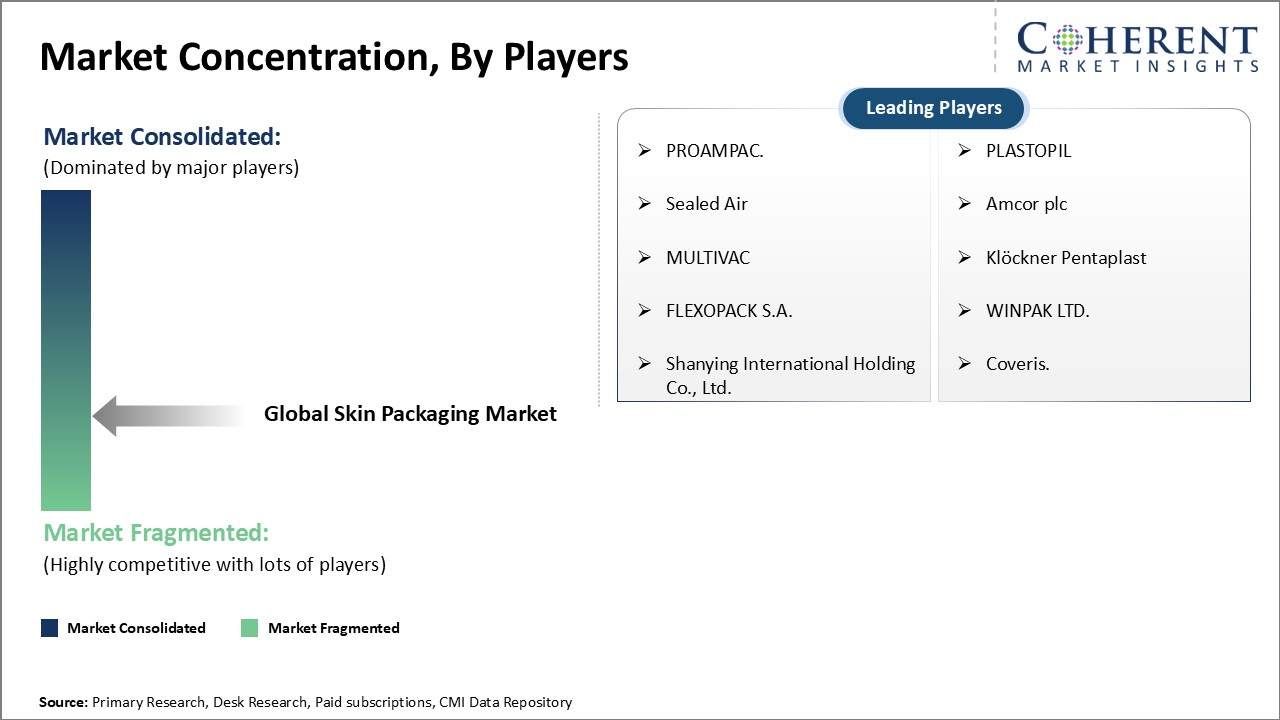 Market Concentration, By Players
COHERENT
MARKET INSIGHTS
Market Consolidated:
(Dominated by major players)
Global Skin Packaging Market
Market Fragmented:
(Highly competitive with lots of players)
Market Consolidated
Market Fragmented
Leading Players
PROAMPAC.
Sealed Air
MULTIVAC
FLEXOPACK S.A.
Shanying International Holding
Co., Ltd.
PLASTOPIL
Amcor plc
Klöckner Pentaplast
WINPAK LTD.
Coveris.
Source: Primary Research, Desk Research, Paid subscriptions, CMI Data Repository